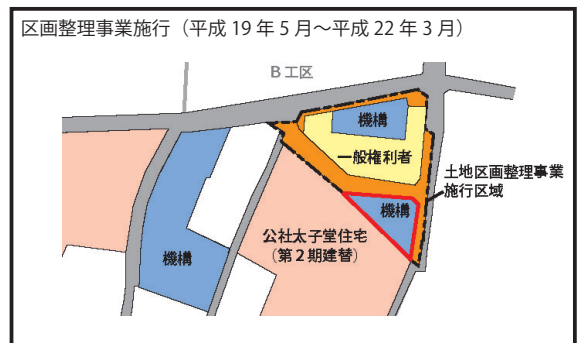 区画整理事業施行（平成 19 年 5 月～平成 22 年 3 月）
B 工区
機構
一般権利者
土地区画整理事業
施行区域
機構
公社太子堂住宅
（第２期建替）
機構